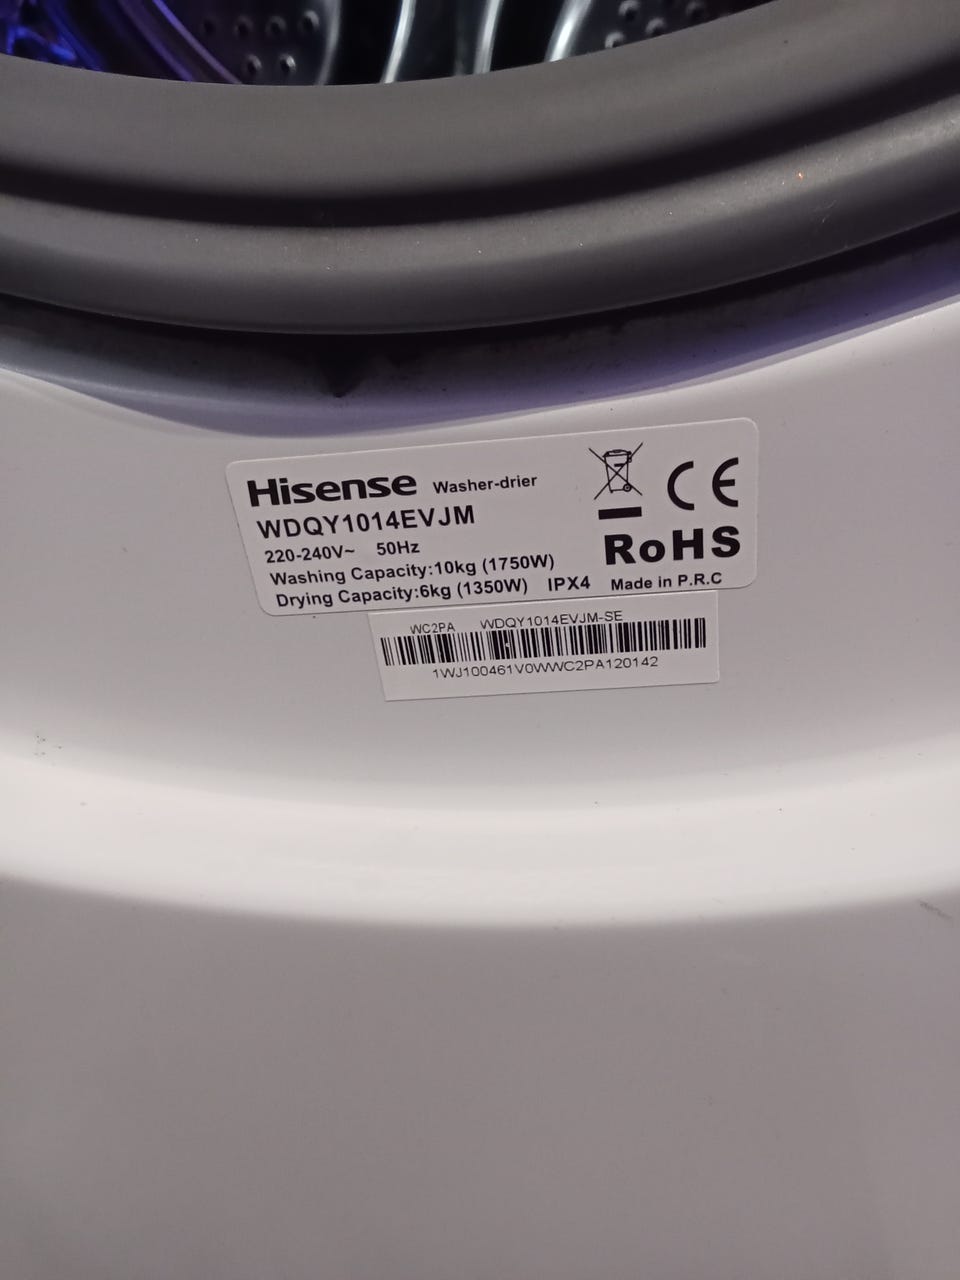 Hisense Washer-drier
WDQY1014EVJM
220-240V~ 50Hz
Washing Capacity:10kg (1750W)
Drying Capacity:6kg (1350W) IPX4
CE
RoHS
Made in P.R.C
WC2PA WDQY1014EVJM-SE
1WJ100461V0WWC2PA120142